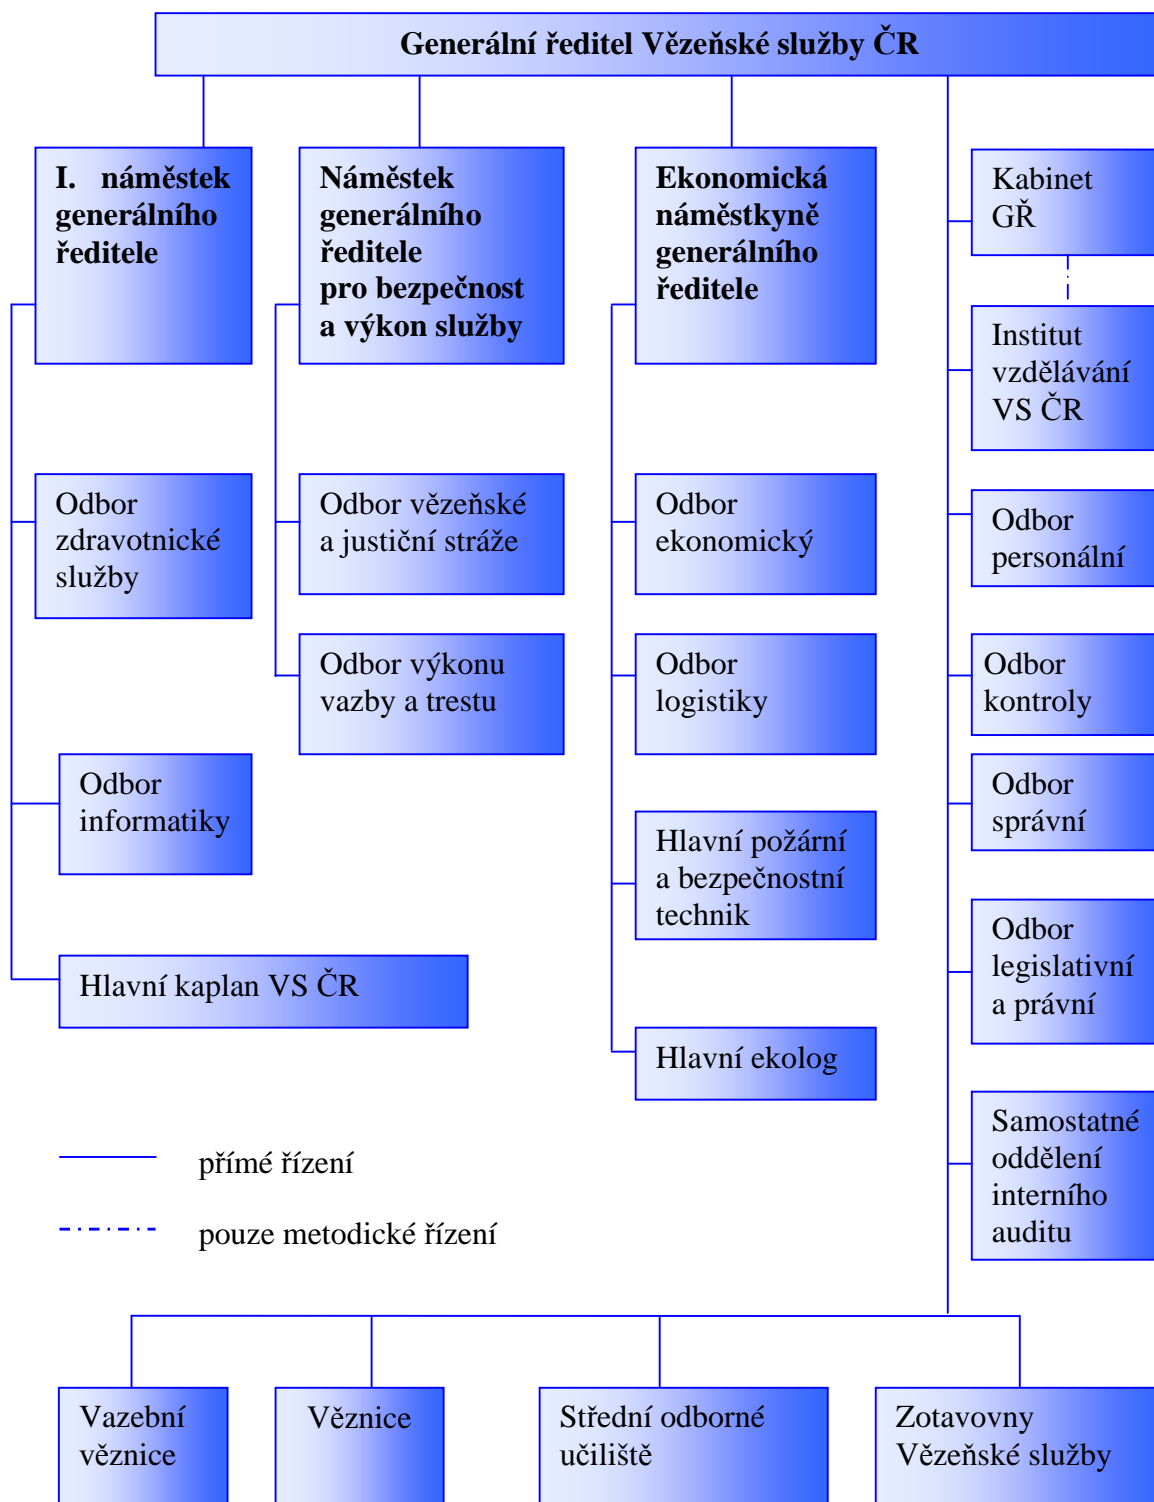 Generální ředitel Vězeňské služby ČR
I. náměstek
generálního
ředitele
Náměstek
generálního
ředitele
pro bezpečnost
a výkon služby
Ekonomická
náměstkyně
generálního
ředitele
Kabinet
GŘ
Institut
vzdělávání
VS ČR
Odbor
zdravotnické
služby
Odbor vězeňské
a justiční stráže
Odbor
ekonomický
Odbor
personální
Odbor výkonu
vazby a trestu
Odbor
logistiky
Odbor
kontroly
Odbor
informatiky
Odbor
správní
Hlavní požární
a bezpečnostní
technik
Odbor
legislativní
a právní
Hlavní kaplan VS ČR
Hlavní ekolog
Samostatné
oddělení
interního
auditu
přímé řízení
pouze metodické řízení
Vazební
věznice
Věznice
Střední odborné
učiliště
Zotavovny
Vězeňské služby